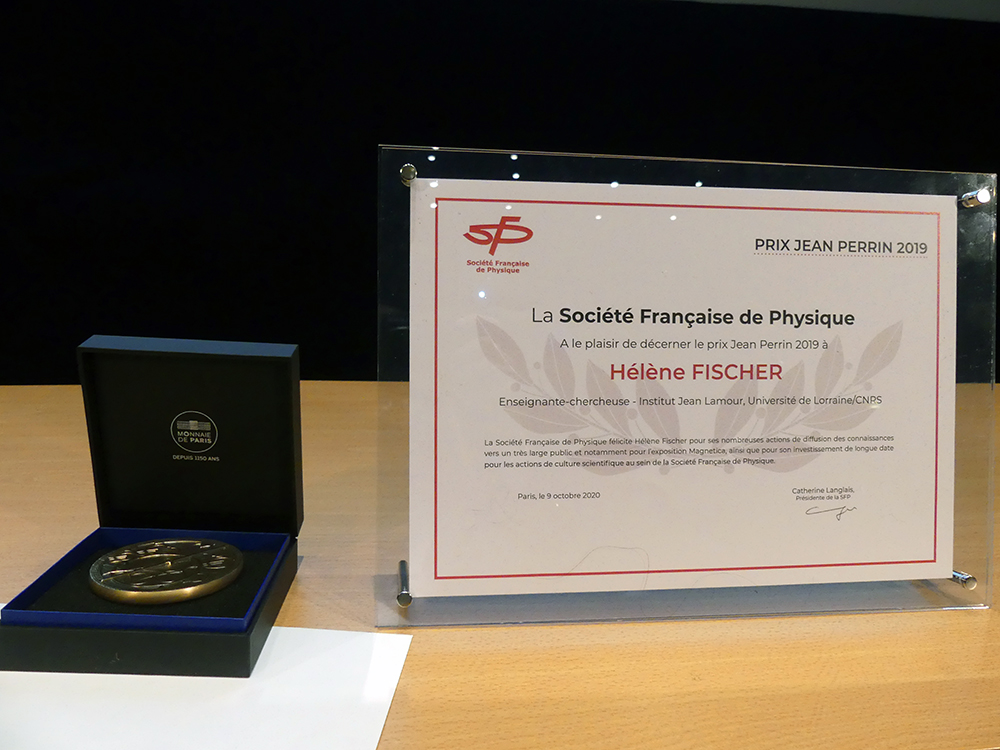 sfp
Société Française
de Physique
PRIX JEAN PERRIN 2019
La Société Française de Physique
A le plaisir de décerner le prix Jean Perrin 2019 à
Hélène FISCHER
Enseignante-chercheuse - Institut Jean Lamour, Université de Lorraine/CNRS
La Société Française de Physique félicite Hélène Fischer pour ses nombreuses actions de diffusion des connaissances
vers un très large public et notamment pour l'exposition Magnetica, ainsi que pour son investissement de longue date
pour les actions de culture scientifique au sein de la Société Française de Physique.
Paris, le 9 octobre 2020
Catherine Langlais,
Présidente de la SFP
MONNAIE
DE PARIS
DEPUIS 1150 ANS